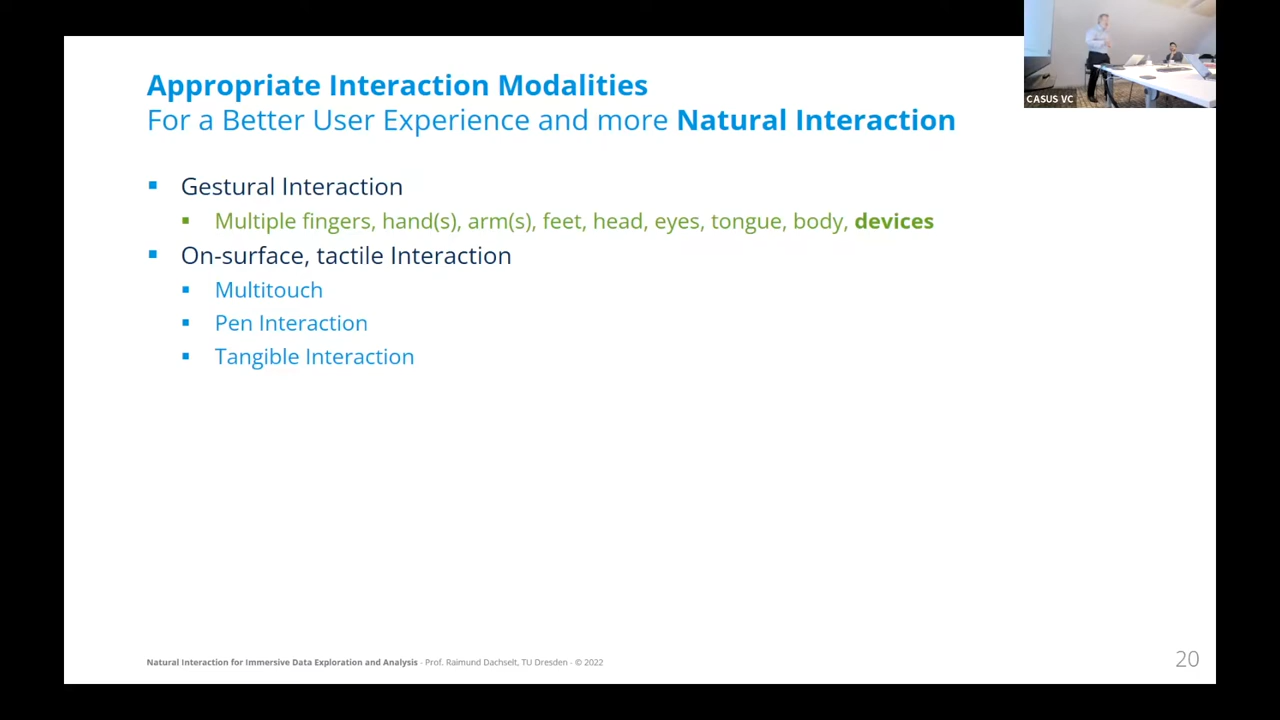 Appropriate Interaction Modalities
For a Better User Experience and more Natural Interaction
Gestural Interaction
Multiple fingers, hand(s), arm(s), feet, head, eyes, tongue, body, devices
On-surface, tactile Interaction
Multitouch
Pen Interaction
Tangible Interaction
CASUS VC
Natural Interaction for Immersive Data Exploration and Analysis - Prof. Raimund Dachselt, TU Dresden - © 2022
20